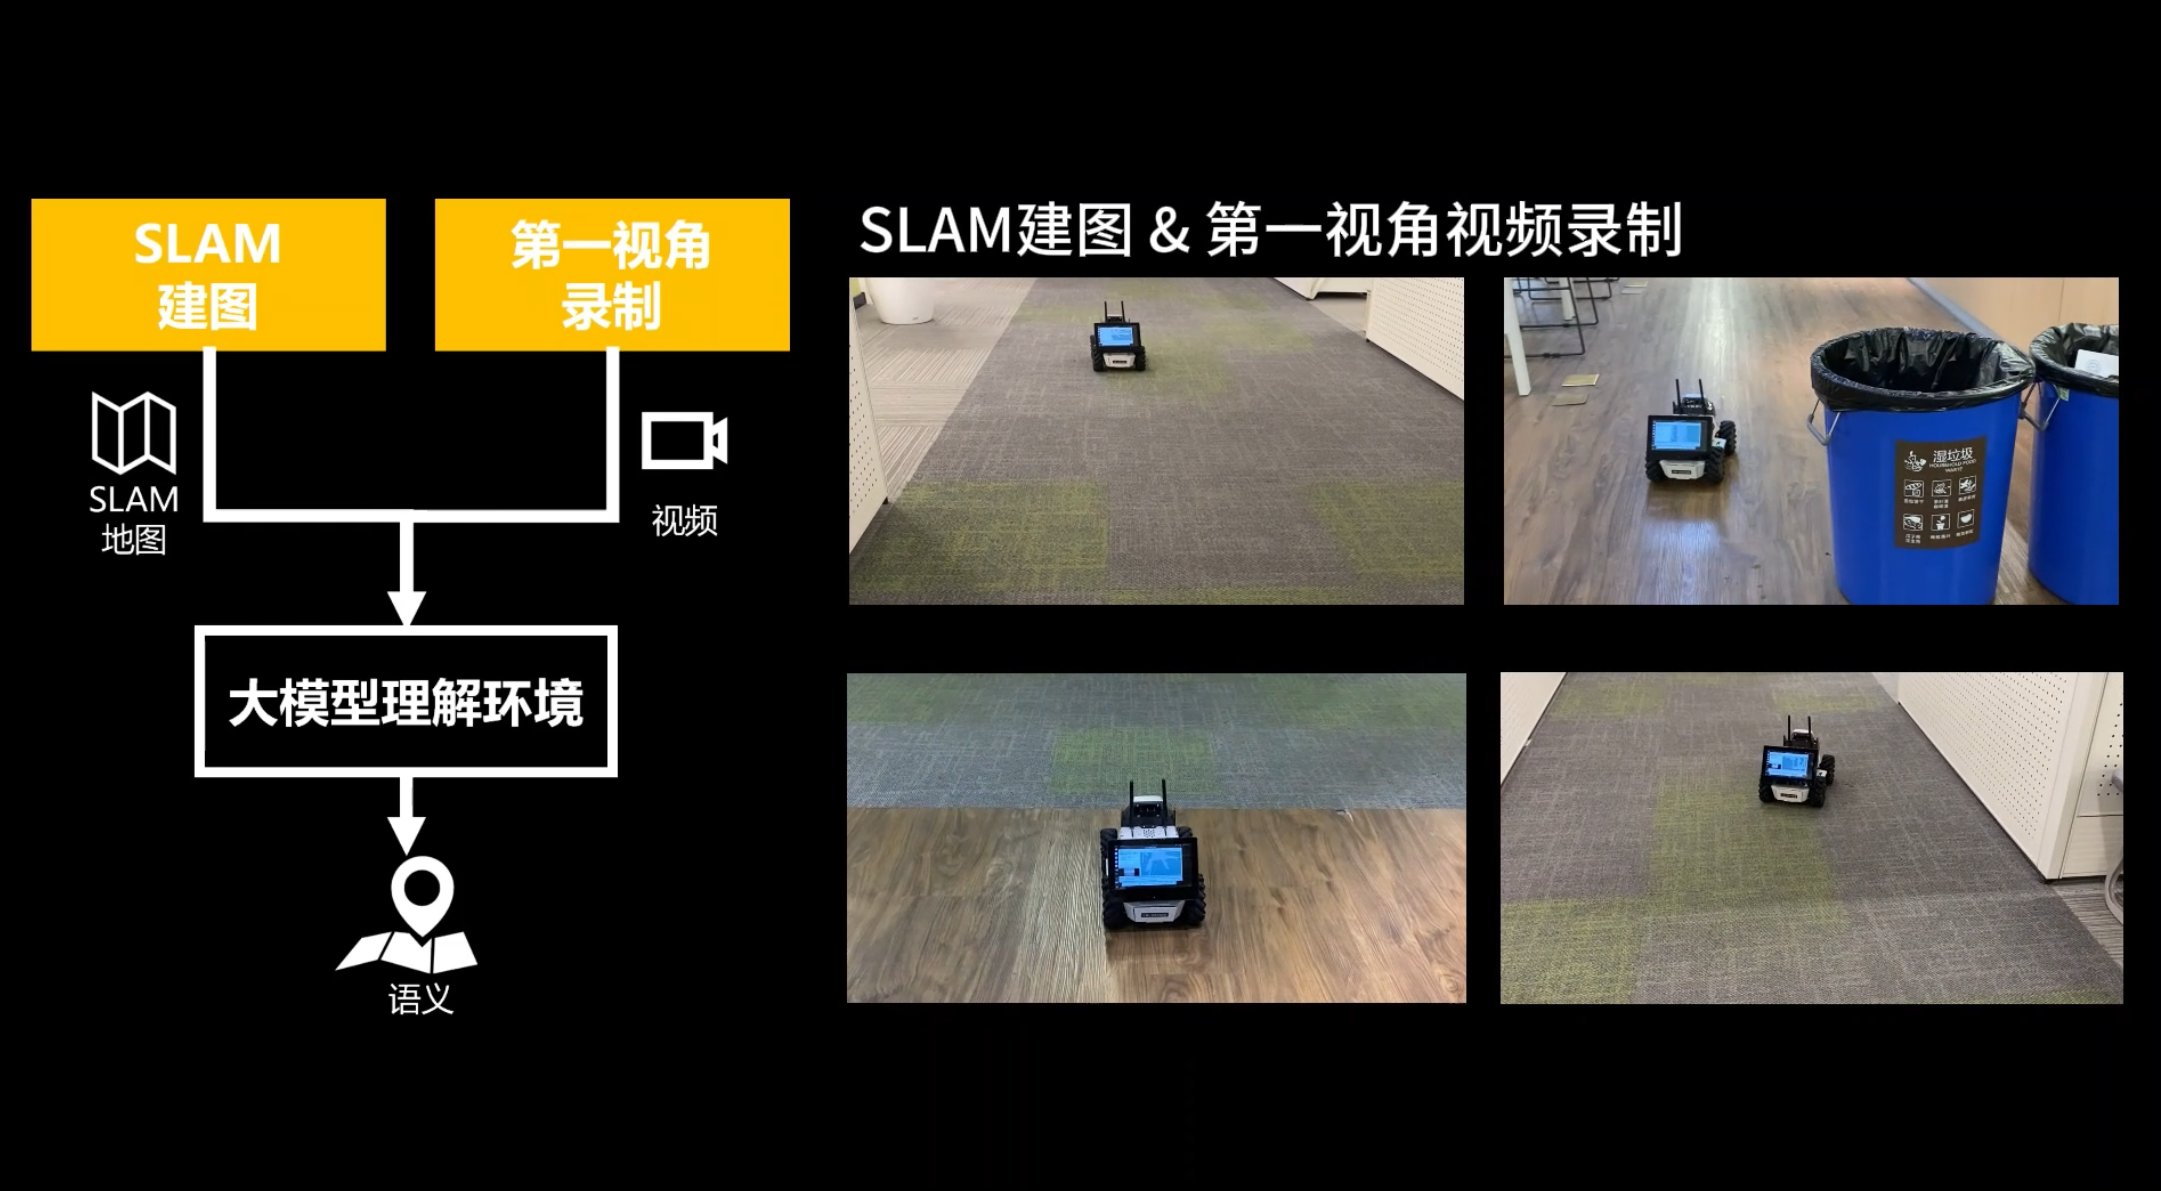 SLAM
建图
第一视角
录制
SLAM建图 & 第一视角视频录制
SLAM
地图
视频
大模型理解环境
语义
湿垃圾
HOUSEHOLD FOOD
WASTE